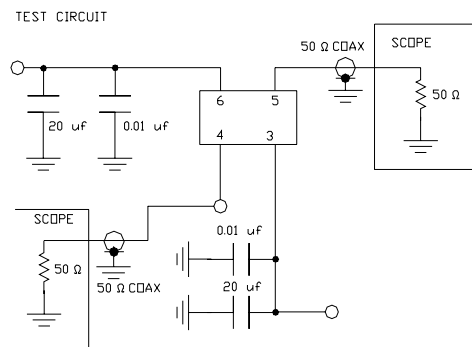 TEST CIRCUIT
50 Ω COAX
SCOPE
6
5
50 Ω
20 uf
0.01 uf
4
3
SCOPE
0.01 uf
50 Ω
50 Ω COAX
20 uf